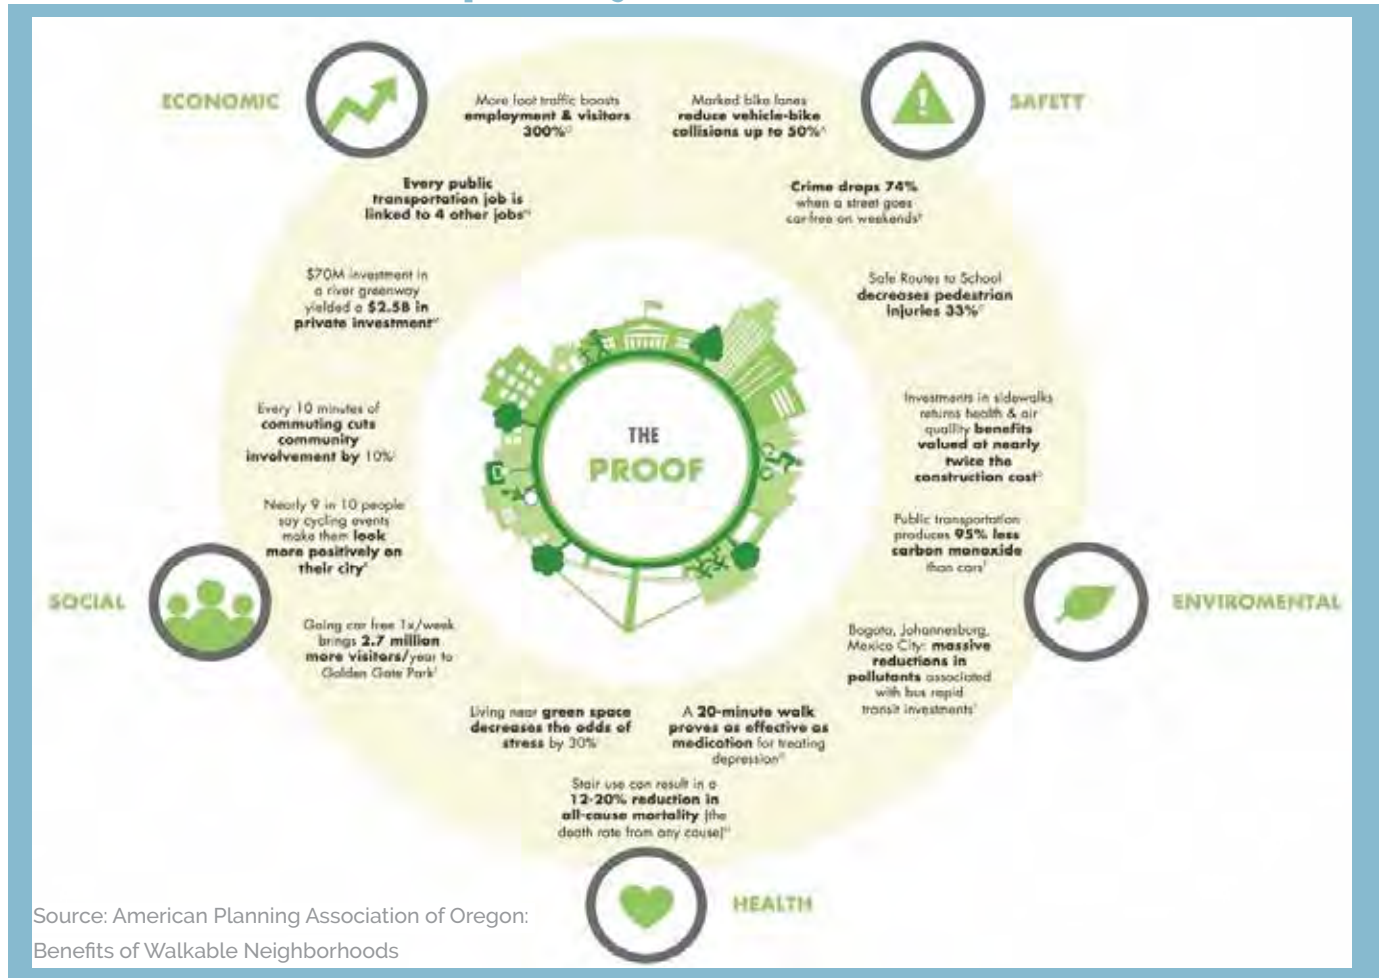 ECONOMIC
More foot traffic boosts
employment & visitors
300%
Marked bike lanes
reduce vehicle-bike
collisions up to 50%
SAFETY
Every public
transportation job is
linked to 4 other jobs
Crime drops 74%
when a street goes
car-free on weekends
$70M investment in
a river greenway
yielded a $2.5B in
private investment
Safe Routes to School
decreases pedestrian
injuries 33%
Every 10 minutes of
commuting cuts
community
involvement by 10%
Investments in sidewalks
returns health & air
quality benefits
valued at nearly
twice the
construction cost
THE
PROOF
Nearly 9 in 10 people
say cycling events
make them look
more positively on
their city
Public transportation
produces 95% less
carbon monoxide
than cars
SOCIAL
ENVIROMENTAL
Going car free 1x/week
brings 2.7 million
more visitors/year to
Golden Gate Park
Bogota, Johannesburg,
Mexico City: massive
reductions in
pollutants associated
with bus rapid
transit investments
Living near green space
decreases the odds of
stress by 30%
A 20-minute walk
proves as effective as
medication for treating
depression
Stair use can result in a
12-20% reduction in
all-cause mortality (the
death rate from any cause)
HEALTH
Source: American Planning Association of Oregon:
Benefits of Walkable Neighborhoods